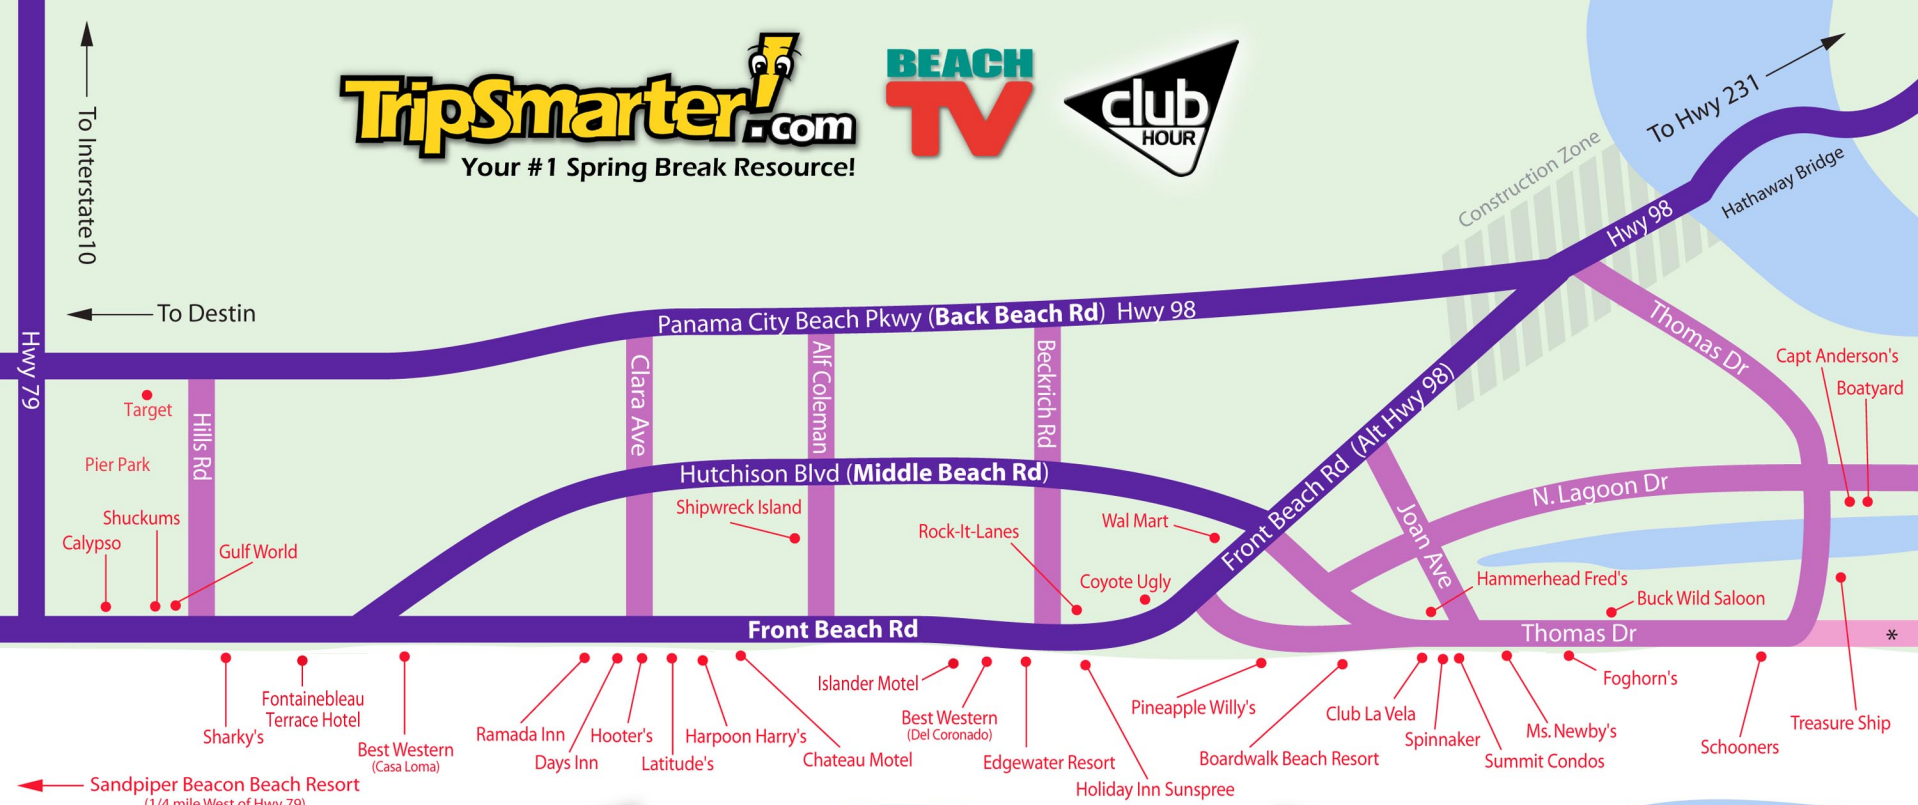 TripSmarter!.com
Your #1 Spring Break Resource!
BEACH
TV
club
HOUR
To Interstate10
To Destin
To Hwy 231
Hathaway Bridge
Construction Zone
Hwy 98
Hwy 79
Panama City Beach Pkwy (Back Beach Rd) Hwy 98
Thomas Dr
Capt Anderson's
Boatyard
Target
Pier Park
Hills Rd
Clara Ave
Alf Coleman
Beckrich Rd
Front Beach Rd (Alt Hwy 98)
Hutchison Blvd (Middle Beach Rd)
N. Lagoon Dr
Joan Ave
Shuckums
Calypso
Gulf World
Shipwreck Island
Rock-It-Lanes
Wal Mart
Coyote Ugly
Hammerhead Fred's
Buck Wild Saloon
Front Beach Rd
Thomas Dr
*
Sharky's
Fontainebleau
Terrace Hotel
Best Western
(Casa Loma)
Ramada Inn
Days Inn
Hooter's
Latitude's
Harpoon Harry's
Chateau Motel
Islander Motel
Best Western
(Del Coronado)
Edgewater Resort
Holiday Inn Sunspree
Pineapple Willy's
Boardwalk Beach Resort
Club La Vela
Spinnaker
Summit Condos
Ms. Newby's
Foghorn's
Schooners
Treasure Ship
Sandpiper Beacon Beach Resort
(1/4 mile West of Hwy 79)